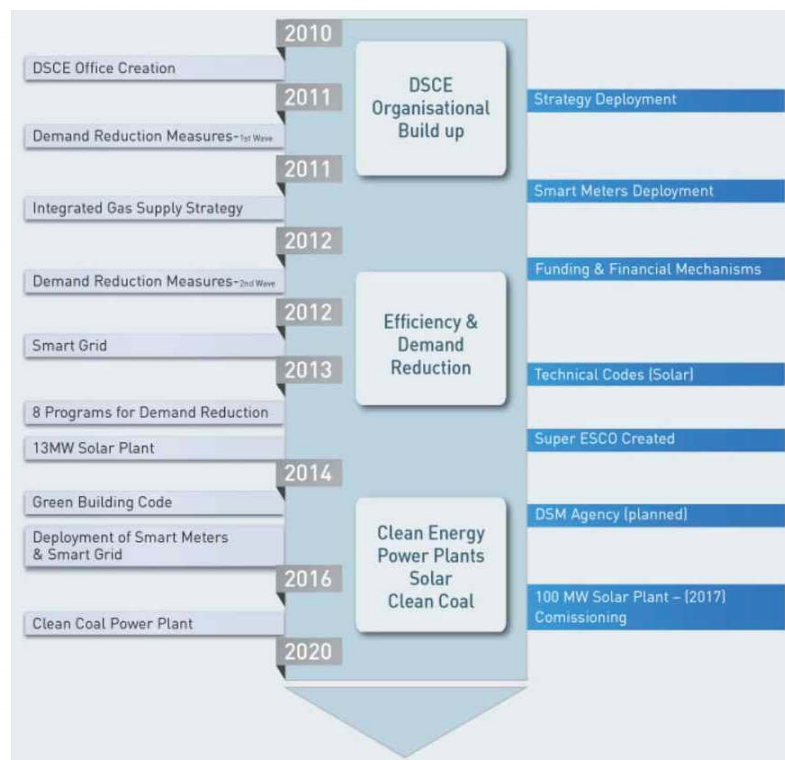 2010
DSCE Office Creation
2011
Demand Reduction Measures-1st Wave
2011
Integrated Gas Supply Strategy
2012
Demand Reduction Measures-2nd Wave
2012
Smart Grid
2013
8 Programs for Demand Reduction
13MW Solar Plant
2014
Green Building Code
Deployment of Smart Meters
& Smart Grid
2016
Clean Coal Power Plant
2020
DSCE
Organisational
Build up
Efficiency &
Demand
Reduction
Clean Energy
Power Plants
Solar
Clean Coal
Strategy Deployment
Smart Meters Deployment
Funding & Financial Mechanisms
Technical Codes (Solar)
Super ESCO Created
DSM Agency (planned)
100 MW Solar Plant – (2017)
Comissioning